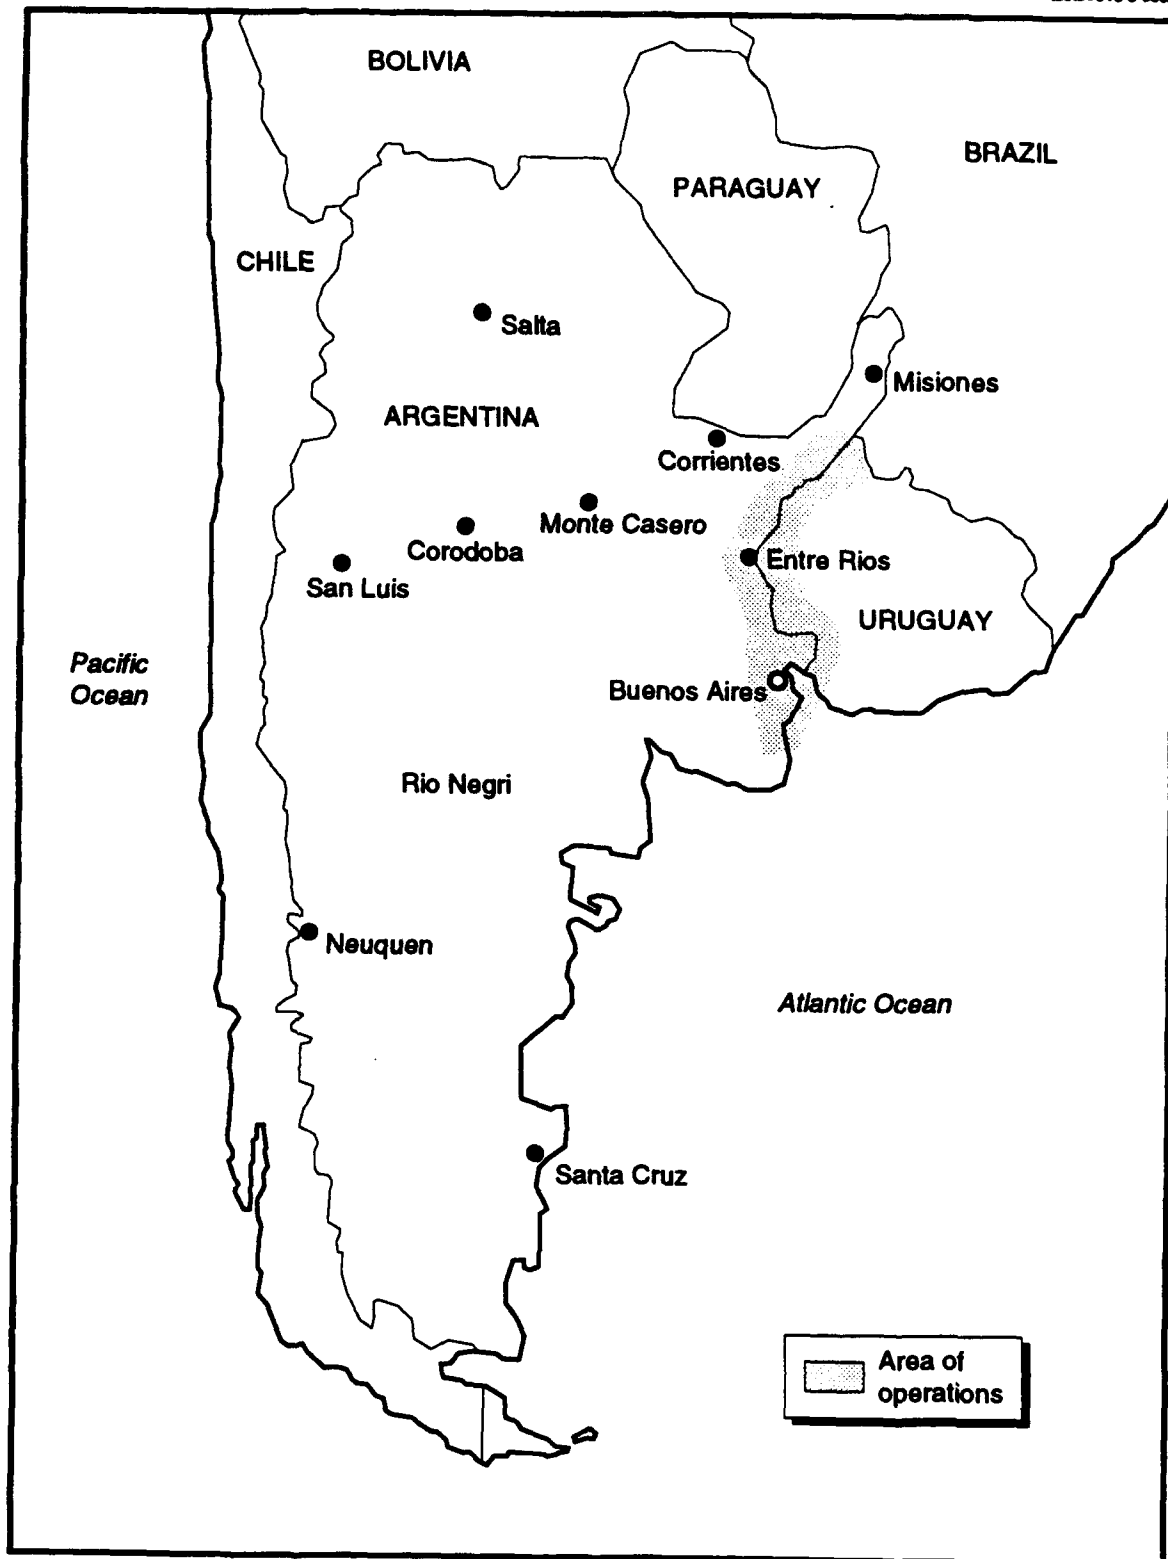 BOLIVIA
BRAZIL
PARAGUAY
CHILE
Salta
Misiones
ARGENTINA
Corrientes
Monte Casero
Corodoba
Entre Rios
San Luis
URUGUAY
Pacific
Ocean
Buenos Aires
Rio Negri
Neuquen
Atlantic Ocean
Santa Cruz
Area of
operations